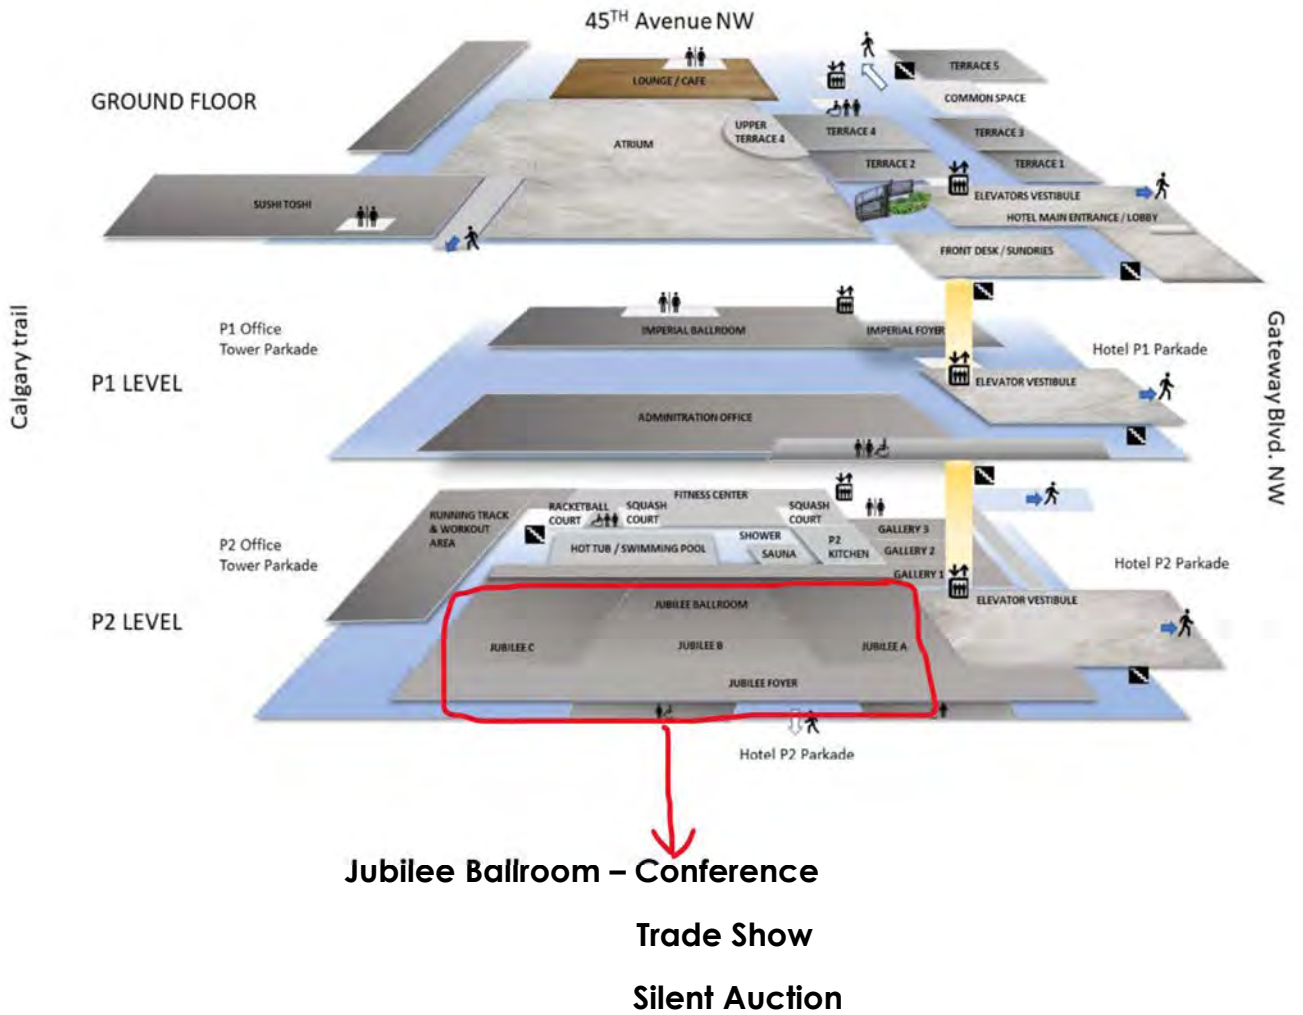 45TH Avenue NW
GROUND FLOOR
LOUNGE / CAFE
TERRACE 5
COMMON SPACE
UPPER
TERRACE 4
TERRACE 4
TERRACE 3
ATRIUM
TERRACE 2
TERRACE 1
SUSHI TOSHI
ELEVATORS VESTIBULE
HOTEL MAIN ENTRANCE / LOBBY
FRONT DESK / SUNDRIES
Calgary trail
Gateway Blvd. NW
P1 Office
Tower Parkade
IMPERIAL BALLROOM
IMPERIAL FOYER
Hotel P1 Parkade
P1 LEVEL
ELEVATOR VESTIBULE
ADMINITRATION OFFICE
FITNESS CENTER
RUNNING TRACK
& WORKOUT
AREA
RACKETBALL
COURT
SQUASH
COURT
SQUASH
COURT
P2 Office
Tower Parkade
HOT TUB / SWIMMING POOL
SHOWER
SAUNA
P2
KITCHEN
GALLERY 3
GALLERY 2
GALLERY 1
Hotel P2 Parkade
P2 LEVEL
JUBILEE BALLROOM
ELEVATOR VESTIBULE
JUBILEE C
JUBILEE B
JUBILEE A
JUBILEE FOYER
Hotel P2 Parkade
Jubilee Ballroom – Conference
Trade Show
Silent Auction